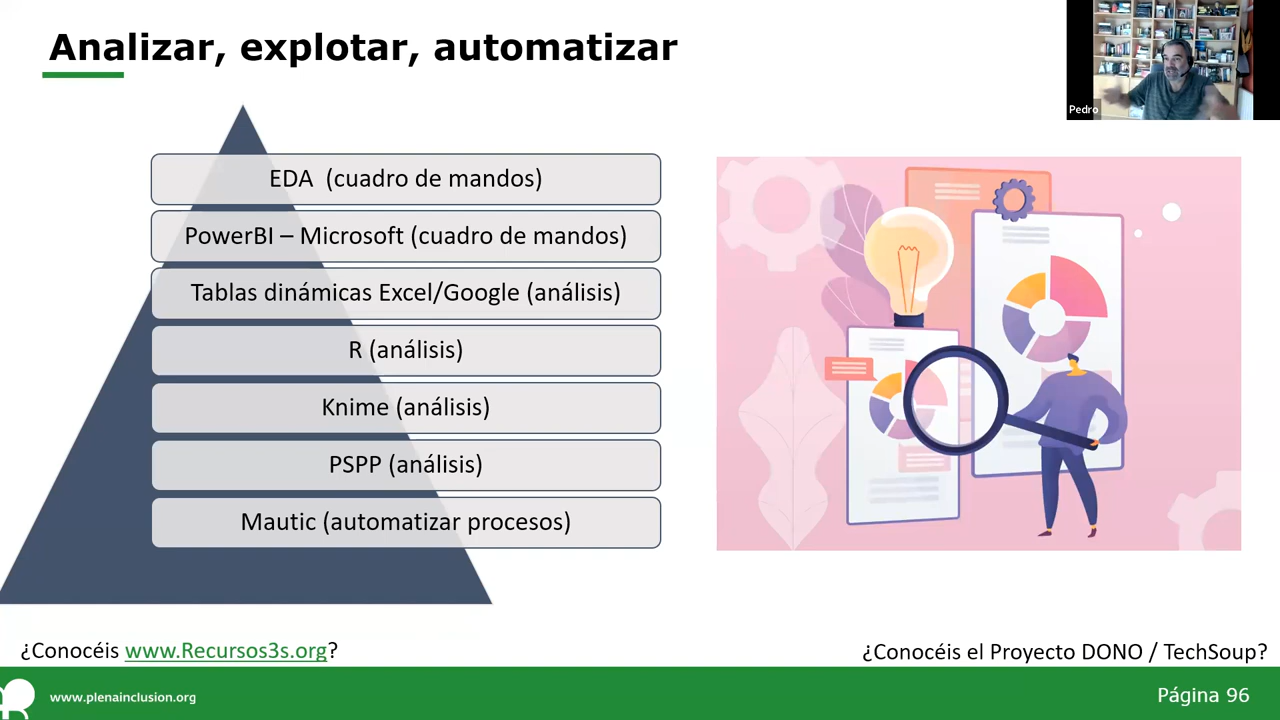 Analizar, explotar, automatizar
Pedro
EDA (cuadro de mandos)
PowerBI – Microsoft (cuadro de mandos)
Tablas dinámicas Excel/Google (análisis)
R (análisis)
Knime (análisis)
PSPP (análisis)
Mautic (automatizar procesos)
¿Conocéis www.Recursos3s.org?
¿Conocéis el Proyecto DONO / TechSoup?
www.plenainclusion.org
Página 96